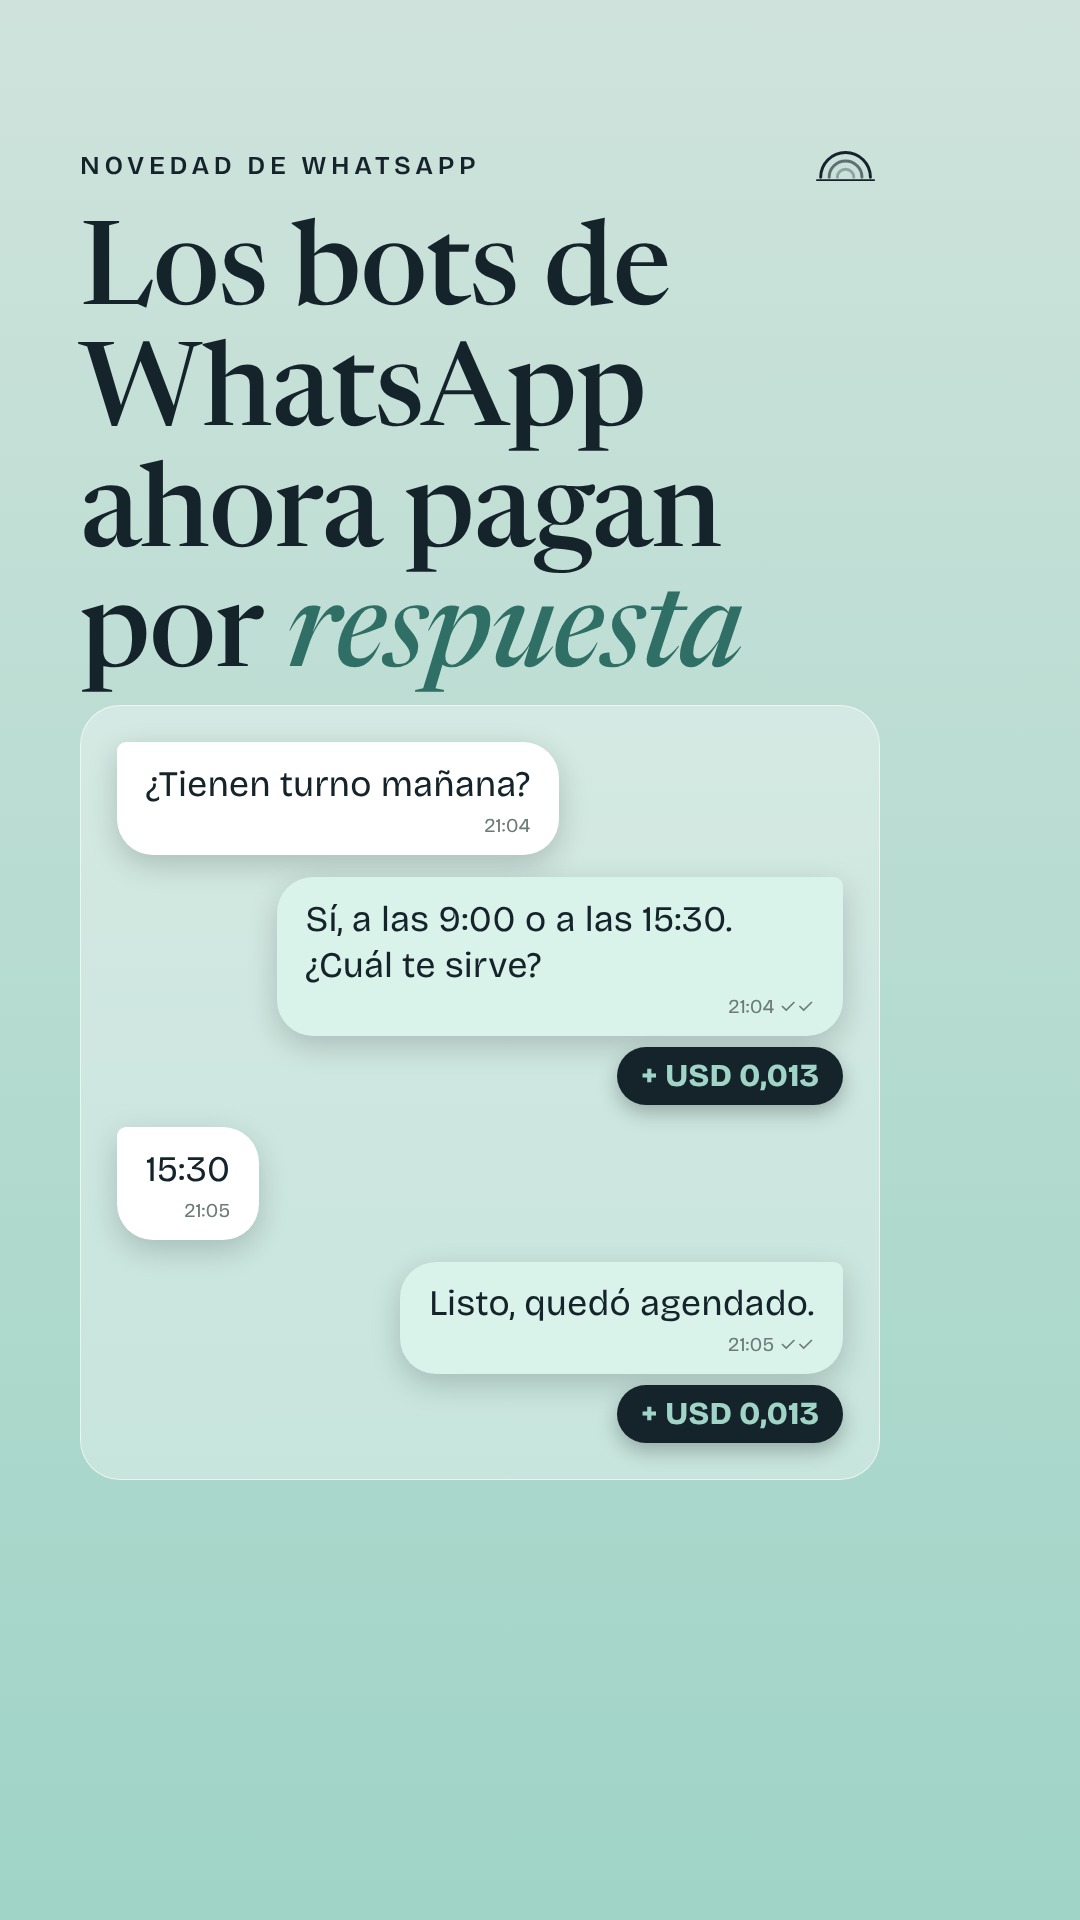 NOVEDAD DE WHATSAPP
Los bots de
WhatsApp
ahora pagan
por respuesta
¿Tienen turno mañana?
21:04
Sí, a las 9:00 o a las 15:30.
¿Cuál te sirve?
21:04 ✓✓
+ USD 0,013
15:30
21:05
Listo, quedó agendado.
21:05 ✓✓
+ USD 0,013